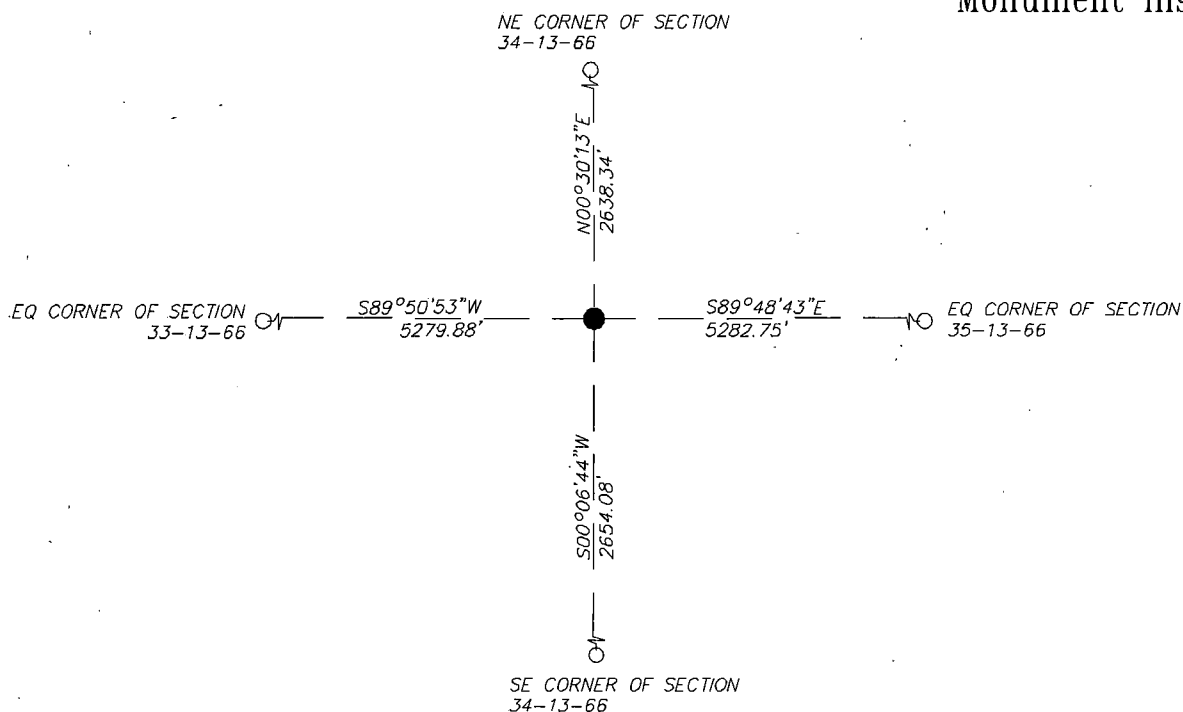 Monument
NE CORNER OF SECTION
34-13-66
N00°30'13"E
2638.34'
EQ CORNER OF SECTION
33-13-66
S89°50'53"W
5279.88'
S89°48'43"E
5282.75'
EQ CORNER OF SECTION
35-13-66
S00°06'44"W
2654.08'
SE CORNER OF SECTION
34-13-66